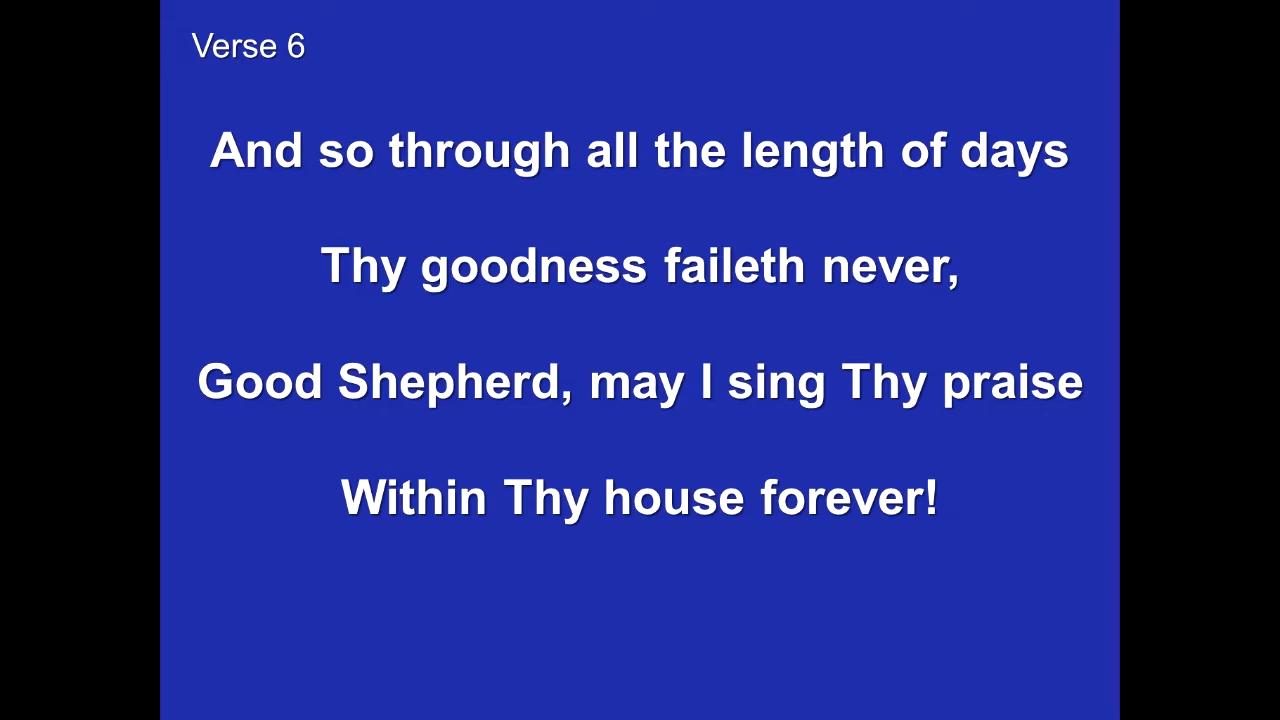 Verse 6
And so through all the length of days
Thy goodness faileth never,
Good Shepherd, may I sing Thy praise
Within Thy house forever!